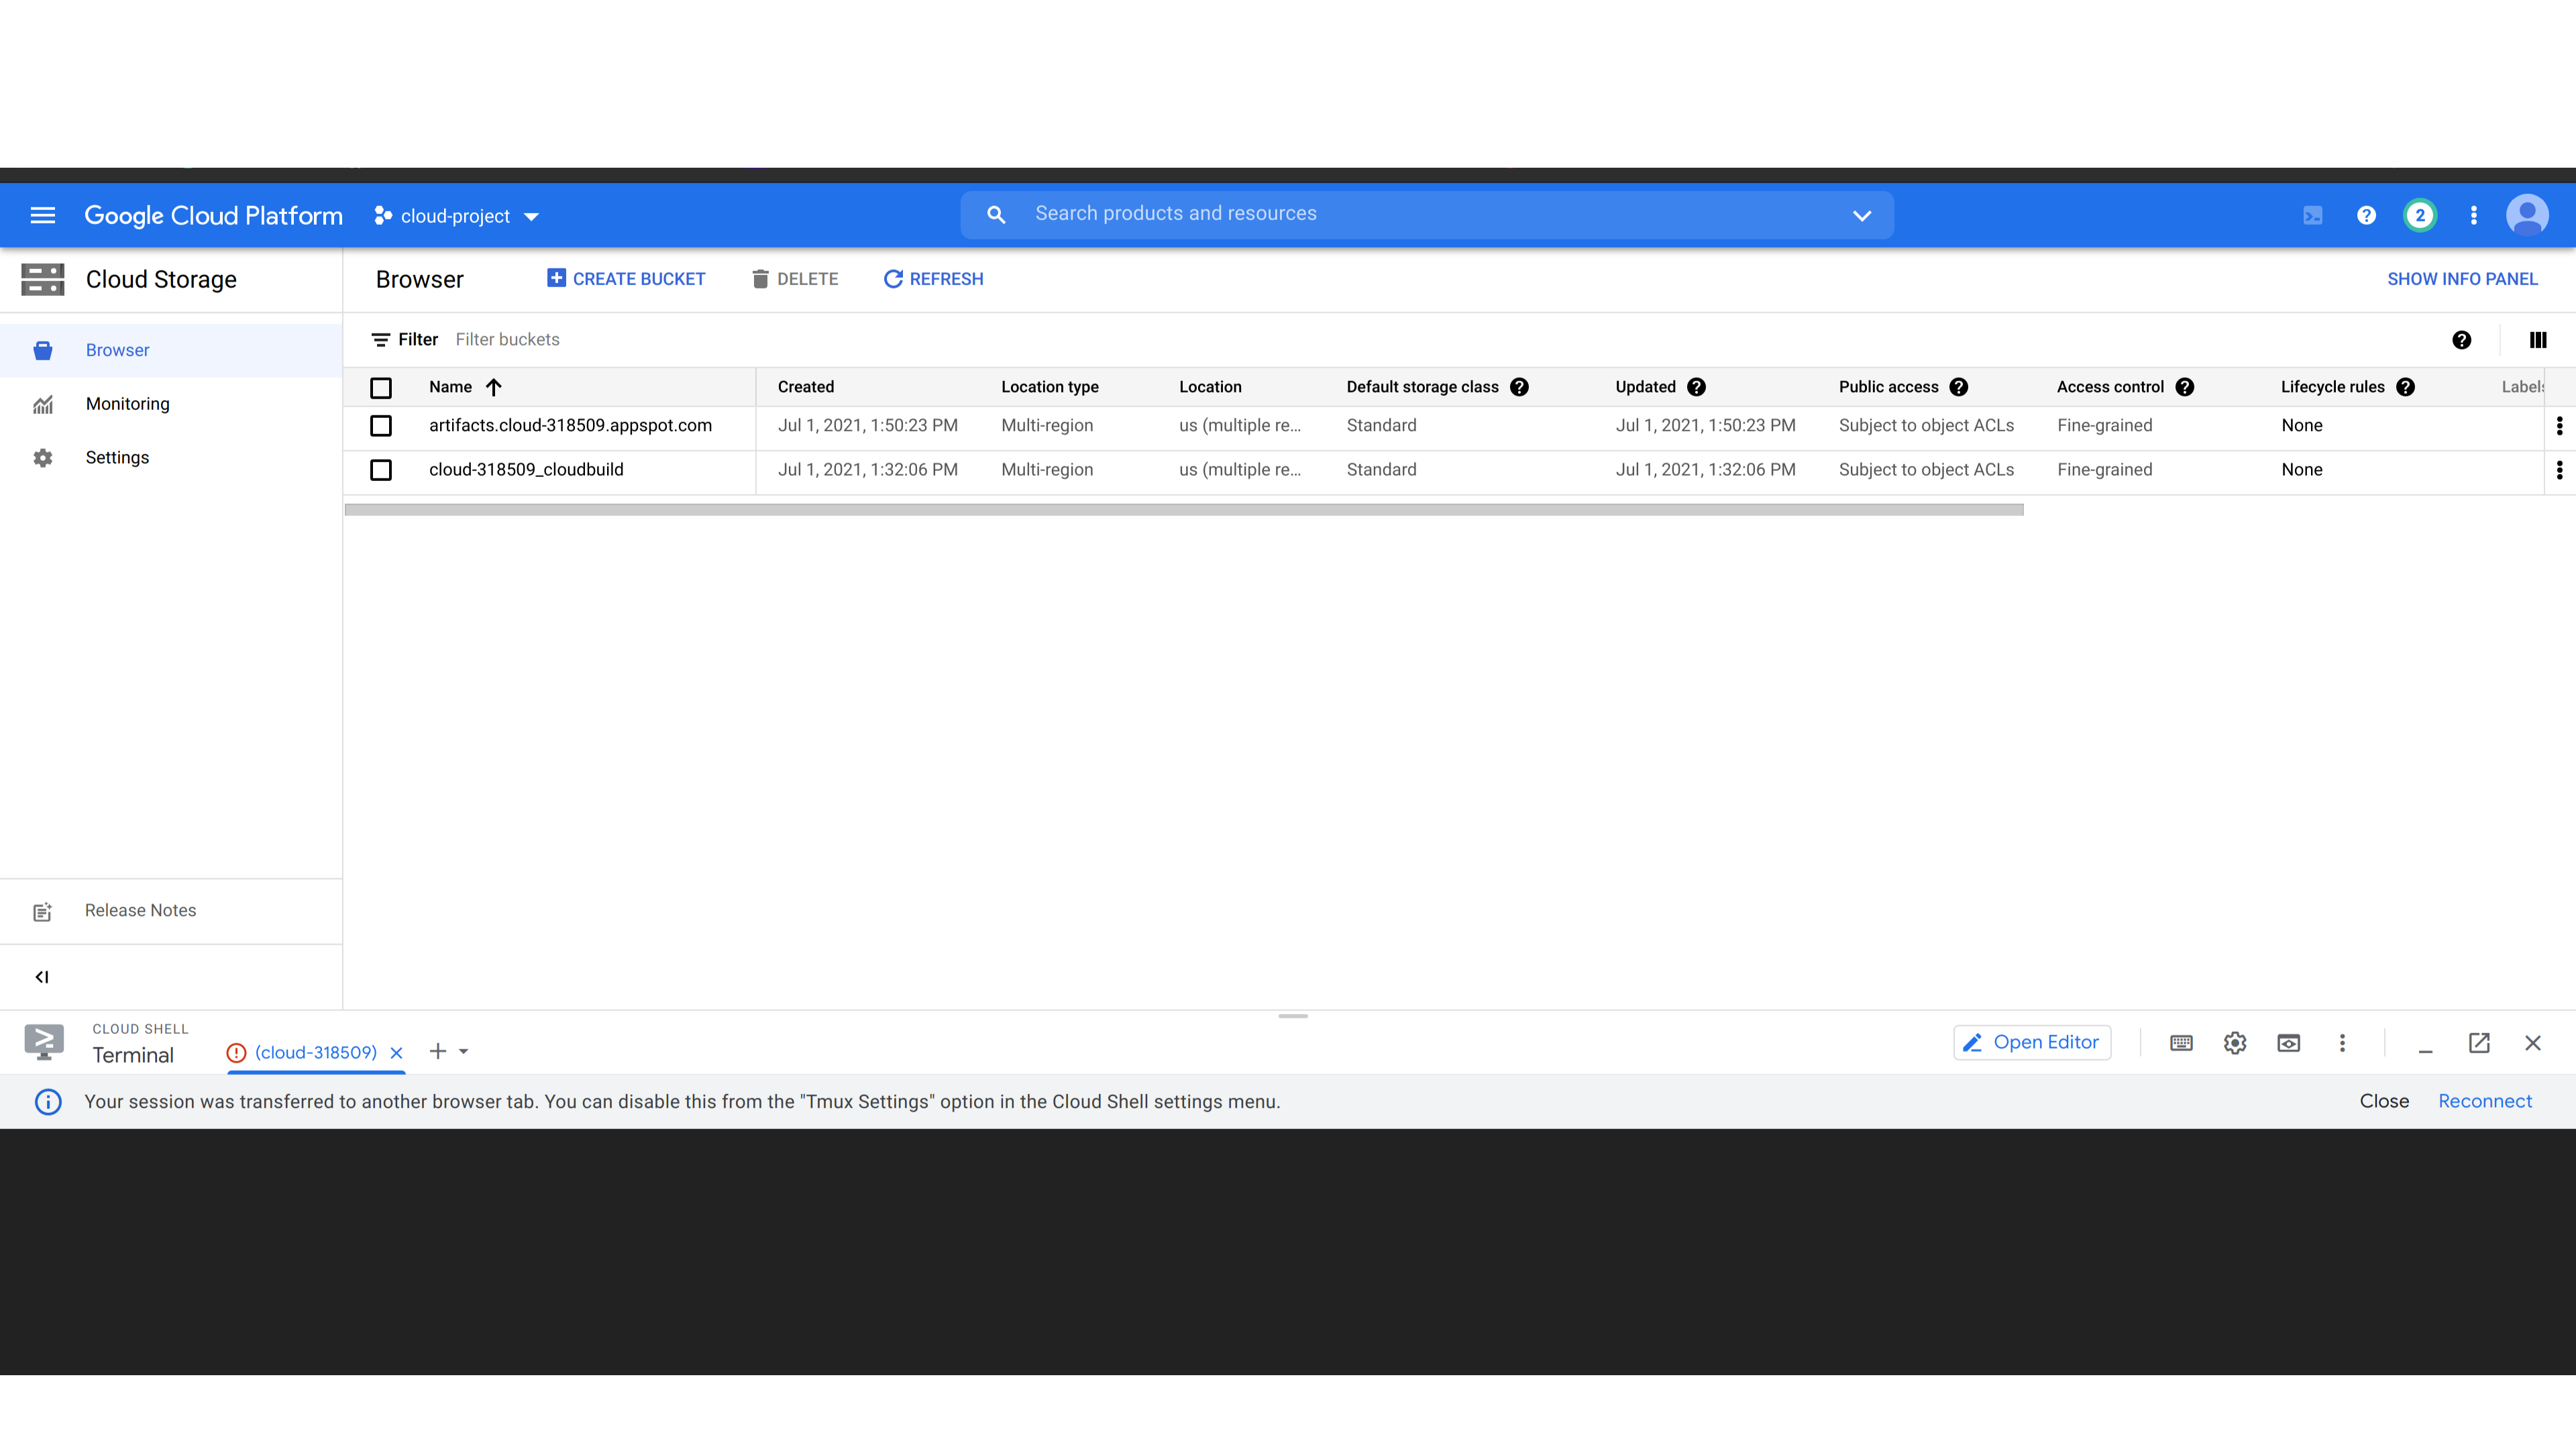 Google Cloud Platform cloud-project Search products and resources 2
Cloud Storage Browser CREATE BUCKET DELETE REFRESH SHOW INFO PANEL
Browser
Monitoring
Settings
Filter Filter buckets
Name Created Location type Location Default storage class Updated Public access Access control Lifecycle rules Labels
artifacts.cloud-318509.appspot.com Jul 1, 2021, 1:50:23 PM Multi-region us (multiple re... Standard Jul 1, 2021, 1:50:23 PM Subject to object ACLs Fine-grained None
cloud-318509_cloudbuild Jul 1, 2021, 1:32:06 PM Multi-region us (multiple re... Standard Jul 1, 2021, 1:32:06 PM Subject to object ACLs Fine-grained None
Release Notes
CLOUD SHELL
Terminal (cloud-318509) Open Editor
Your session was transferred to another browser tab. You can disable this from the "Tmux Settings" option in the Cloud Shell settings menu. Close Reconnect